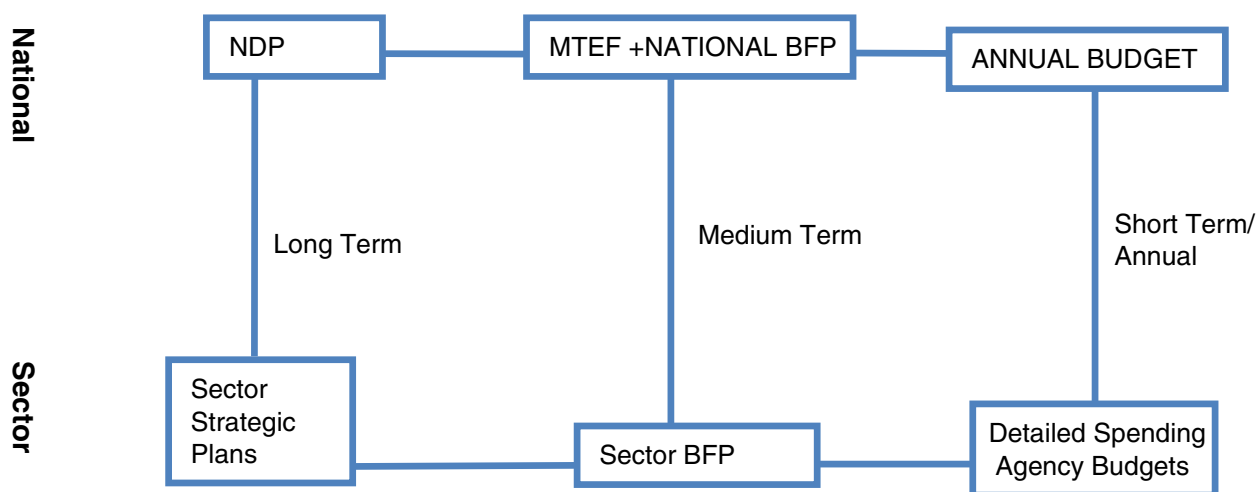 National
NDP
MTEF +NATIONAL BFP
ANNUAL BUDGET
Long Term
Medium Term
Short Term/
Annual
Sector
Sector
Strategic
Plans
Sector BFP
Detailed Spending
Agency Budgets